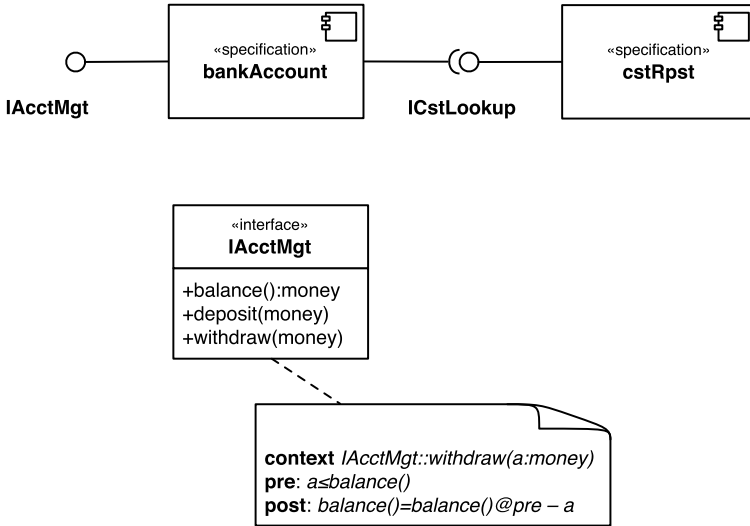 «specification»
bankAccount
«specification»
cstRpst
IAcctMgt
ICstLookup
«interface»
IAcctMgt
+balance():money
+deposit(money)
+withdraw(money)
context IAcctMgt::withdraw(a:money)
pre: a≤balance()
post: balance()=balance()@pre – a